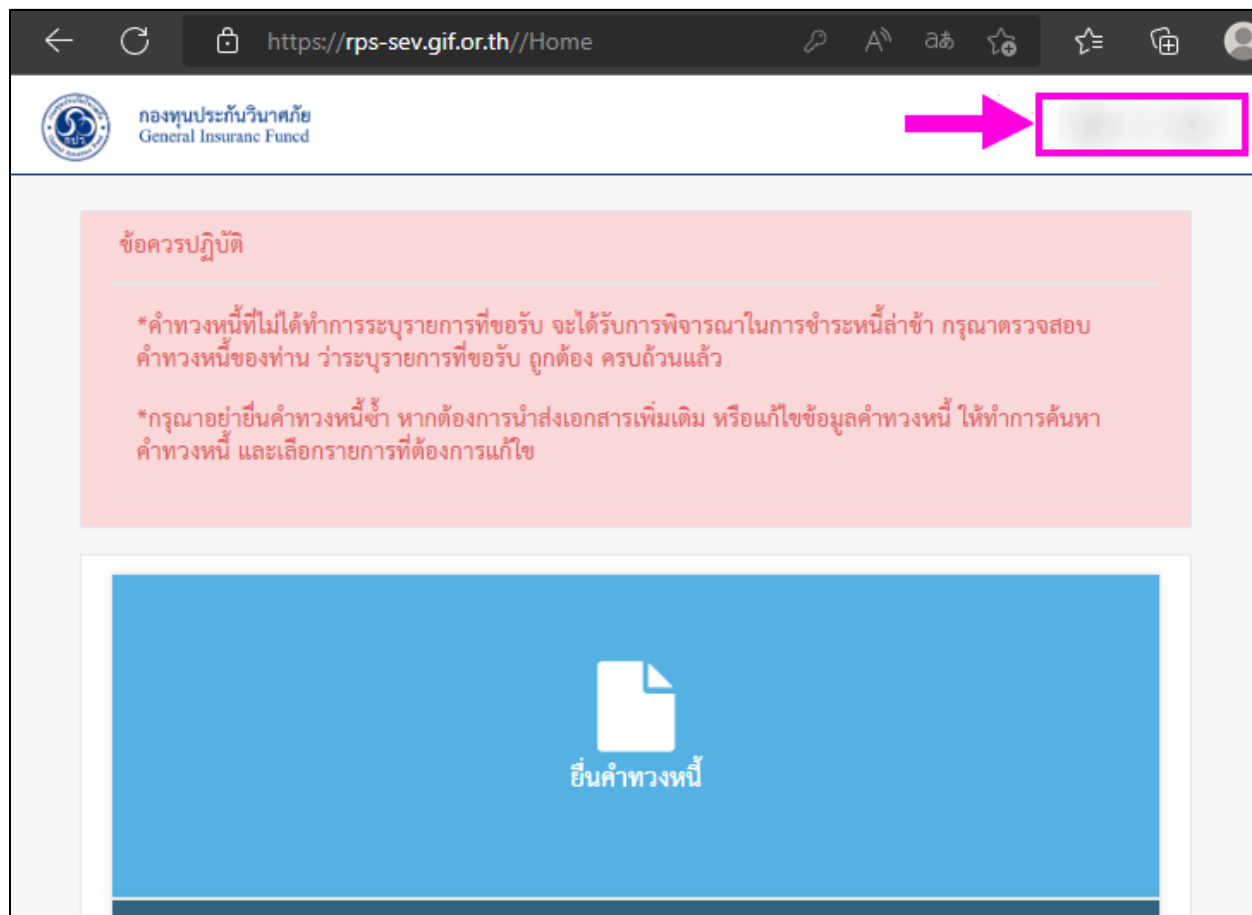 https://rps-sev.gif.or.th//Home
กองทุนประกันวินาศภัย
General Insuranc Funcd
ข้อควรปฏิบัติ
*คำทวงหนี้ที่ไม่ได้ทำการระบุรายการที่ขอรับ จะได้รับการพิจารณาในการชำระหนี้ล่าช้า กรุณาตรวจสอบ
คำทวงหนี้ของท่าน ว่าระบุรายการที่ขอรับ ถูกต้อง ครบถ้วนแล้ว
*กรุณาอย่ายื่นคำทวงหนี้ซ้ำ หากต้องการนำส่งเอกสารเพิ่มเติม หรือแก้ไขข้อมูลคำทวงหนี้ ให้ทำการค้นหา
คำทวงหนี้ และเลือกรายการที่ต้องการแก้ไข
ยื่นคำทวงหนี้